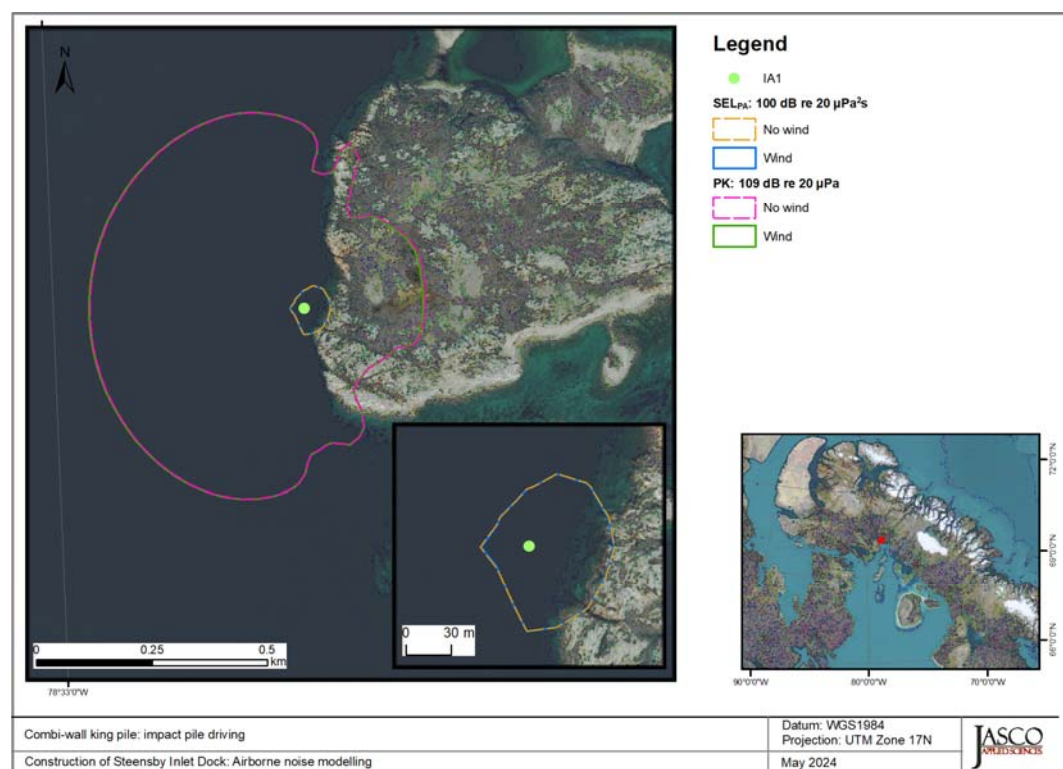 N
0
0.25
0.5
km
0
30 m
78°33'0"W
Legend
IA1
SELPA: 100 dB re 20 µPa²s
No wind
Wind
PK: 109 dB re 20 µPa
No wind
Wind
72°0'0"N
69°0'0"N
66°0'0"N
90°0'0"W
80°0'0"W
70°0'0"W
Combi-wall king pile: impact pile driving
Construction of Steensby Inlet Dock: Airborne noise modelling
Datum: WGS1984
Projection: UTM Zone 17N
May 2024
JASCO
APPLIED SCIENCES